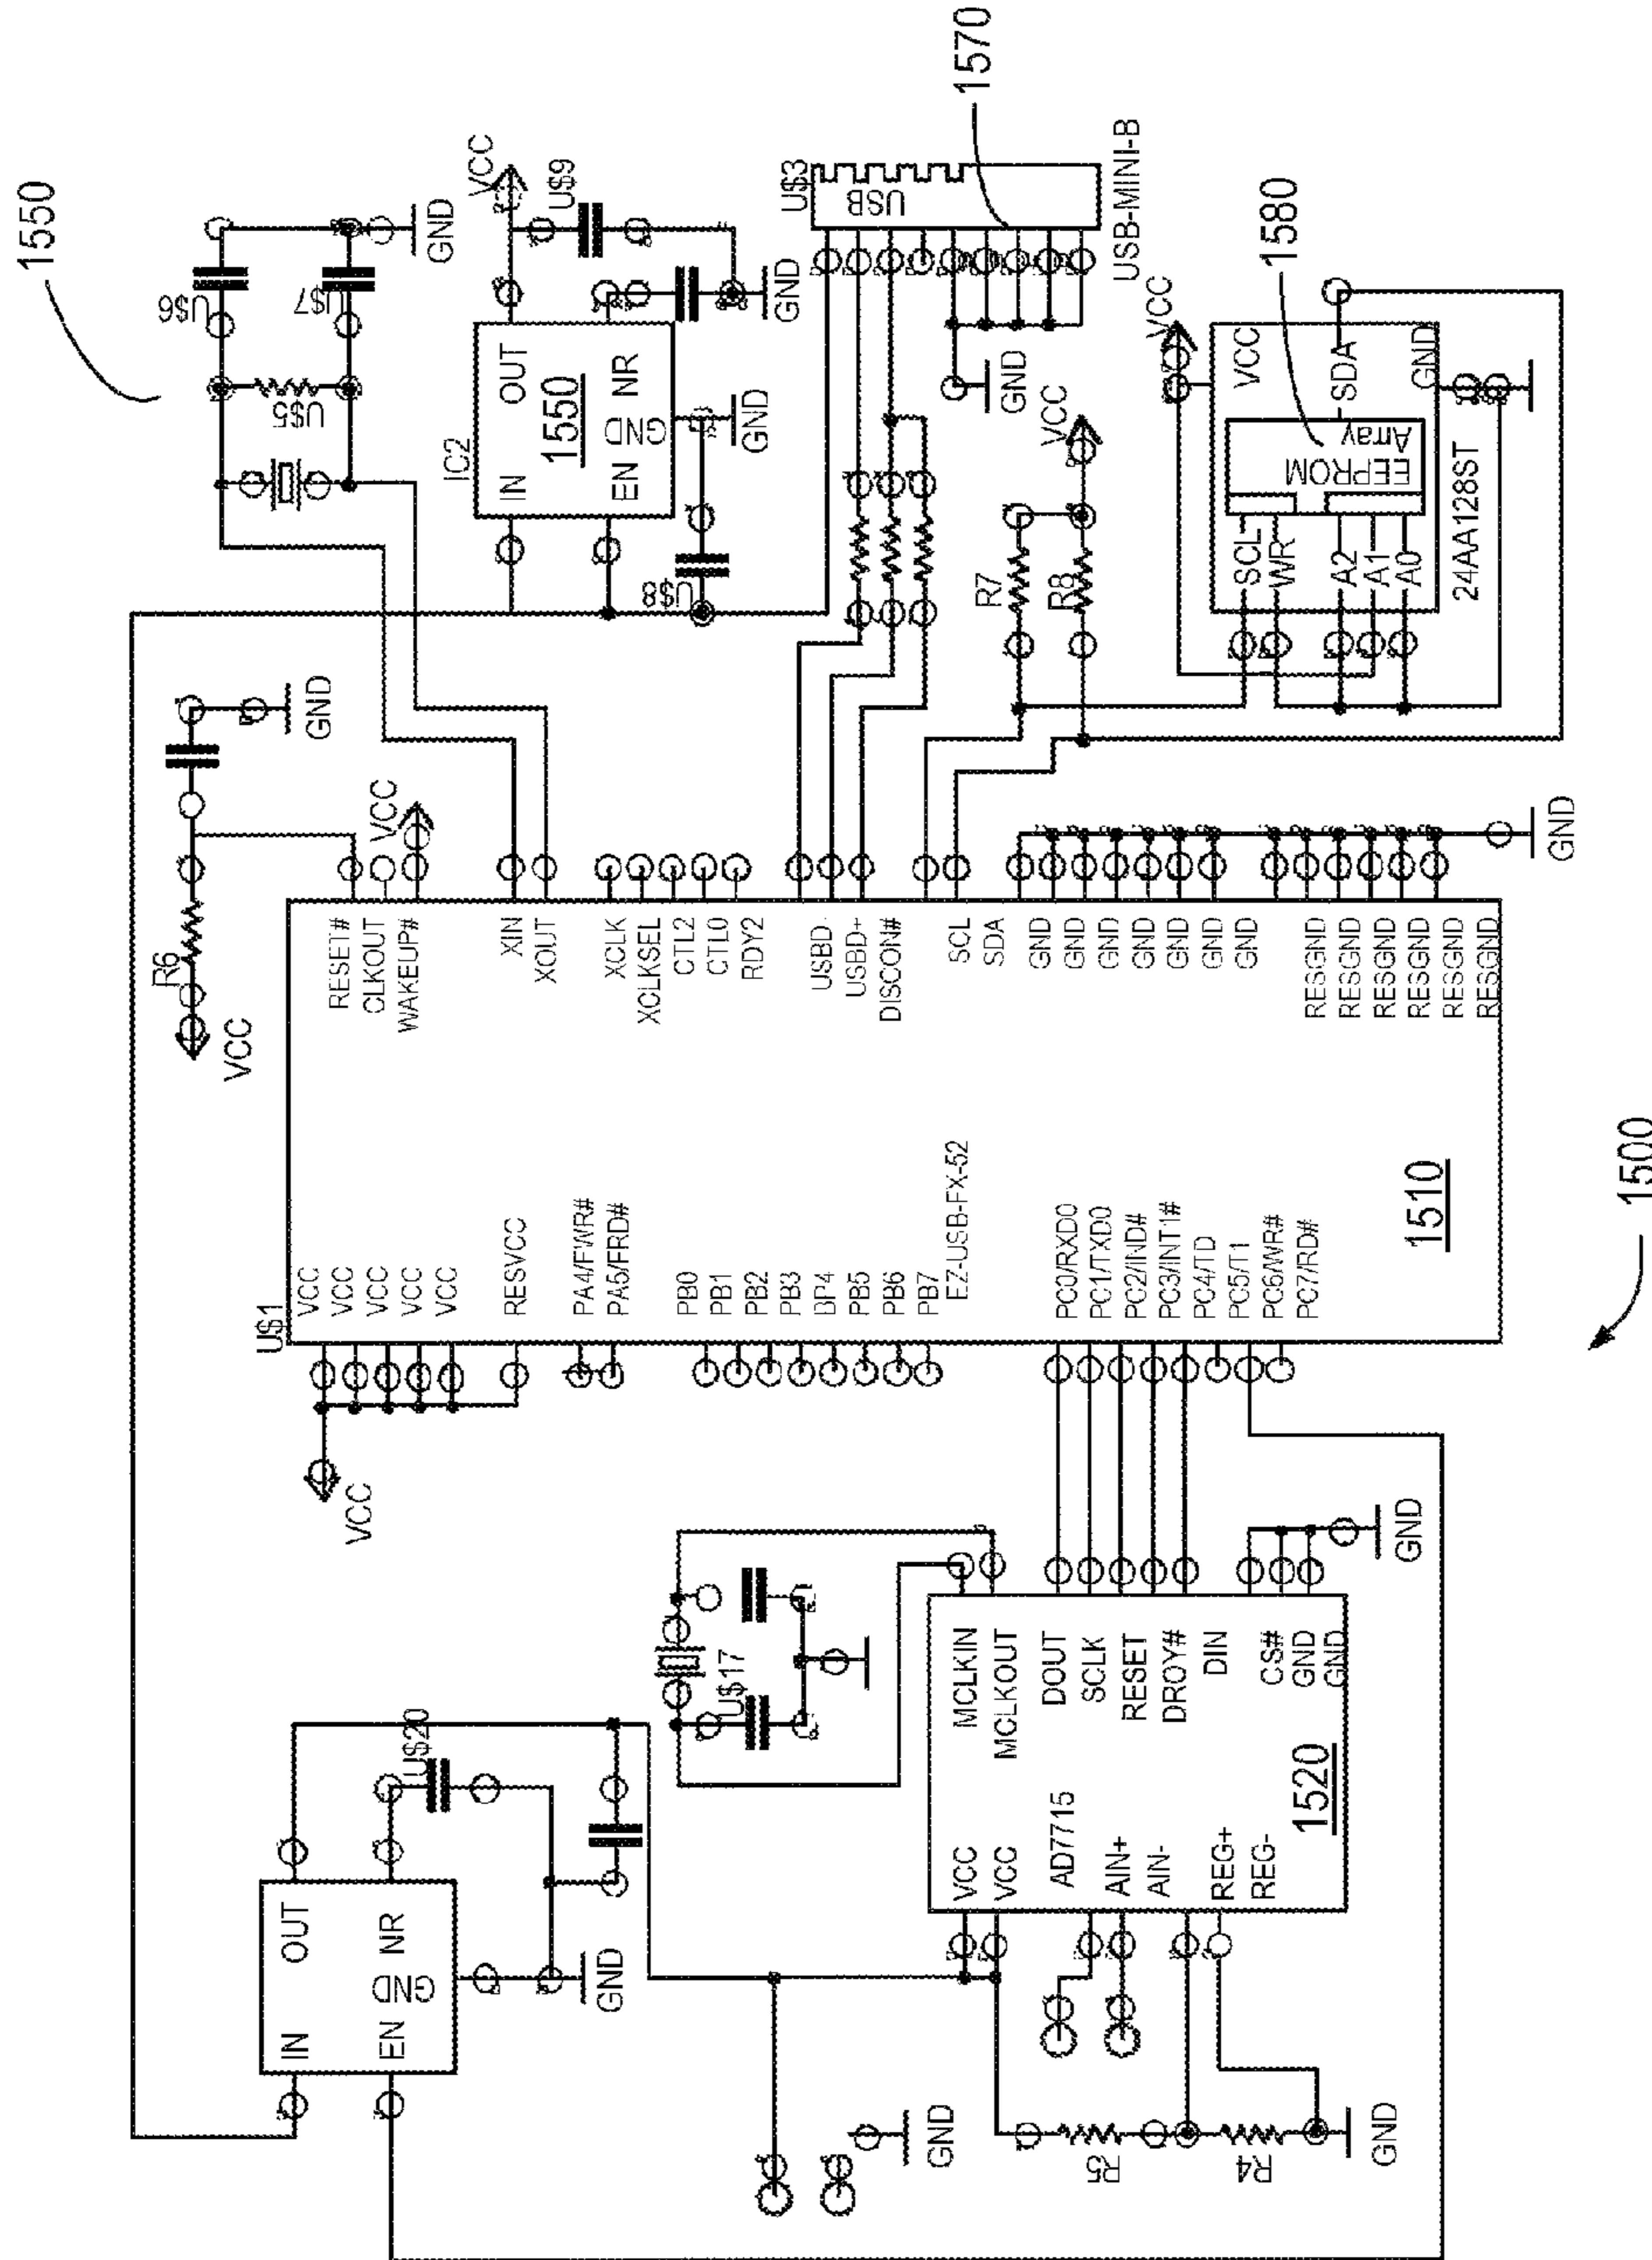 1550
U$6
U$7
U$5
GND
VCC
U$9
IC2
IN
OUT
1550
EN
NR
GND
GND
GND
U$8
U$3
USB
USB-MINI-B
1570
GND
VCC
R7
R8
VCC
VCC
SDA
GND
EEPROM
Array
1580
SCL
WR
A2
A1
A0
24AA128ST
R6
VCC
GND
VCC
U$1
VCC
VCC
VCC
VCC
VCC
RESVCC
PA4/FWR#
PA5/FRD#
PB0
PB1
PB2
PB3
BP4
PB5
PB6
PB7
EZ-USB-FX-52
PC0/RXD0
PC1/TXD0
PC2/IND#
PC3/INT1#
PC4/TD
PC5/T1
PC6/WR#
PC7/RD#
1510
RESET#
CLKOUT
WAKEUP#
XIN
XOUT
XCLK
XCLKSEL
CTL2
CTL0
RDY2
USBD-
USBD+
DISCON#
SCL
SDA
GND
GND
GND
GND
GND
GND
GND
RESGND
RESGND
RESGND
RESGND
RESGND
RESGND
GND
VCC
IN
OUT
EN
NR
GND
GND
U$20
U$17
VCC
VCC
AD7715
AIN+
AIN-
REG+
REG-
1520
MCLKIN
MCLKOUT
DOUT
SCLK
RESET
DROY#
DIN
CS#
GND
GND
GND
GND
R5
R4
GND
1500